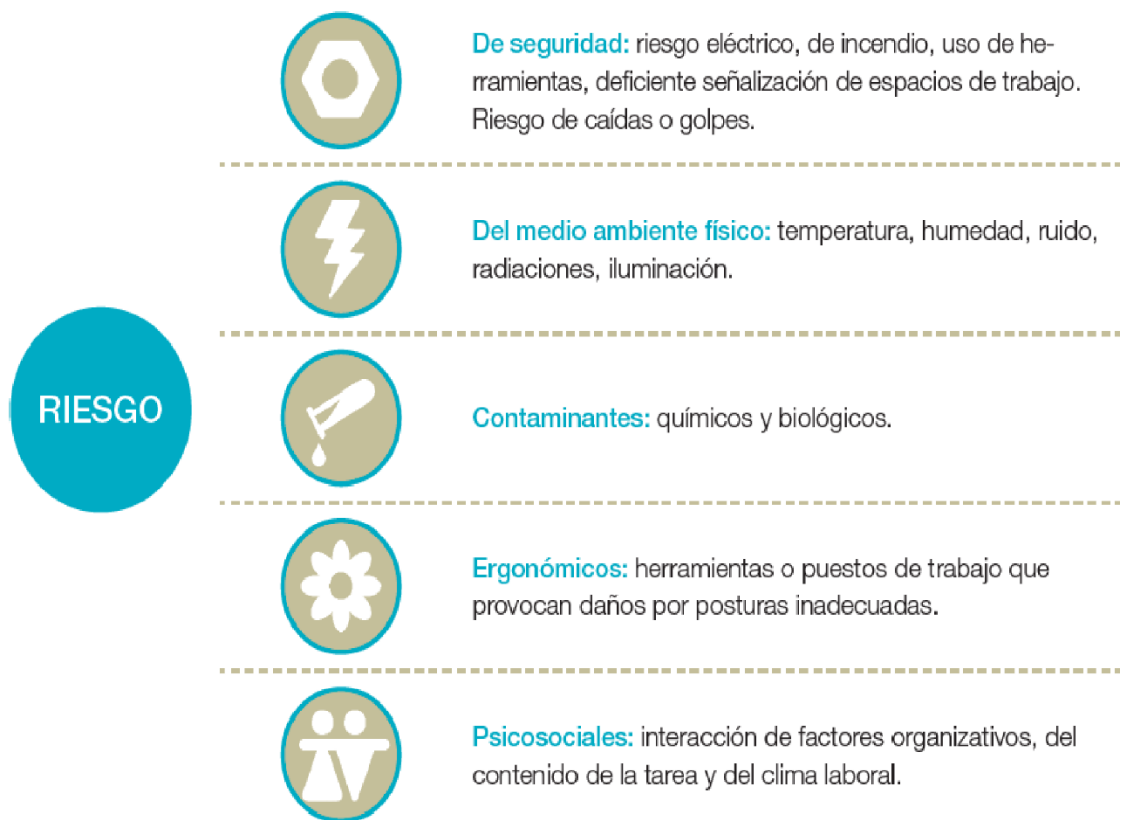 De seguridad: riesgo eléctrico, de incendio, uso de he-
rramientas, deficiente señalización de espacios de trabajo.
Riesgo de caídas o golpes.
Del medio ambiente físico: temperatura, humedad, ruido,
radiaciones, iluminación.
RIESGO
Contaminantes: químicos y biológicos.
Ergonómicos: herramientas o puestos de trabajo que
provocan daños por posturas inadecuadas.
Psicosociales: interacción de factores organizativos, del
contenido de la tarea y del clima laboral.